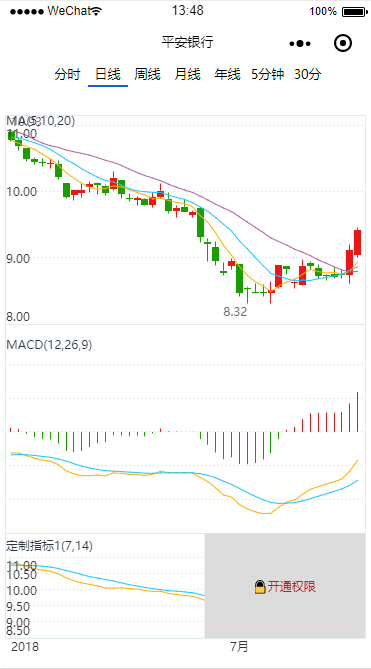 ●●●●● WeChat 13:48 100%
平安银行
分时 日线 周线 月线 年线 5分钟 30分
MA(5,10,20)
11.00
10.00
9.00
8.32
8.00
MACD(12,26,9)
定制指标1(7,14)
11.00
10.50
10.00
开通权限
9.50
9.00
8.50
2018 7月